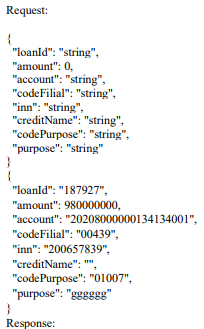 Request:
{
"loanId": "string",
"amount": 0,
"account": "string",
"codeFilial": "string",
"inn": "string",
"creditName": "string",
"codePurpose": "string",
"purpose": "string"
}
{
"loanId": "187927",
"amount": 980000000,
"account": "20208000000134134001",
"codeFilial": "00439",
"inn": "200657839",
"creditName": "",
"codePurpose": "01007",
"purpose": "gggggg"
}
Response: